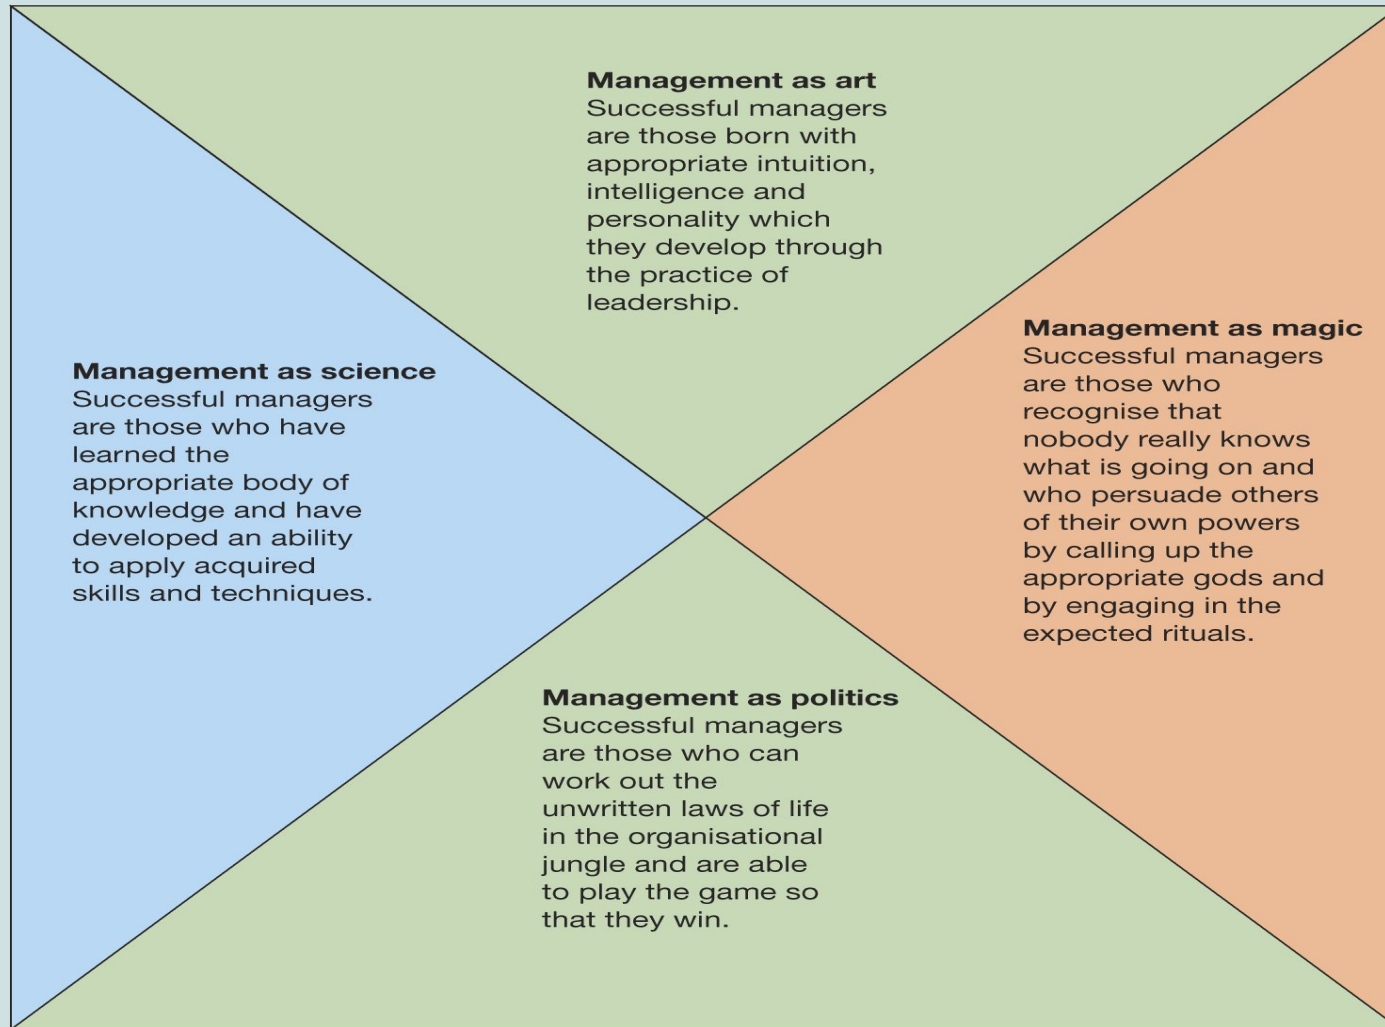 Management as art
Successful managers
are those born with
appropriate intuition,
intelligence and
personality which
they develop through
the practice of
leadership.
Management as science
Successful managers
are those who have
learned the
appropriate body of
knowledge and have
developed an ability
to apply acquired
skills and techniques.
Management as magic
Successful managers
are those who
recognise that
nobody really knows
what is going on and
who persuade others
of their own powers
by calling up the
appropriate gods and
by engaging in the
expected rituals.
Management as politics
Successful managers
are those who can
work out the
unwritten laws of life
in the organisational
jungle and are able
to play the game so
that they win.